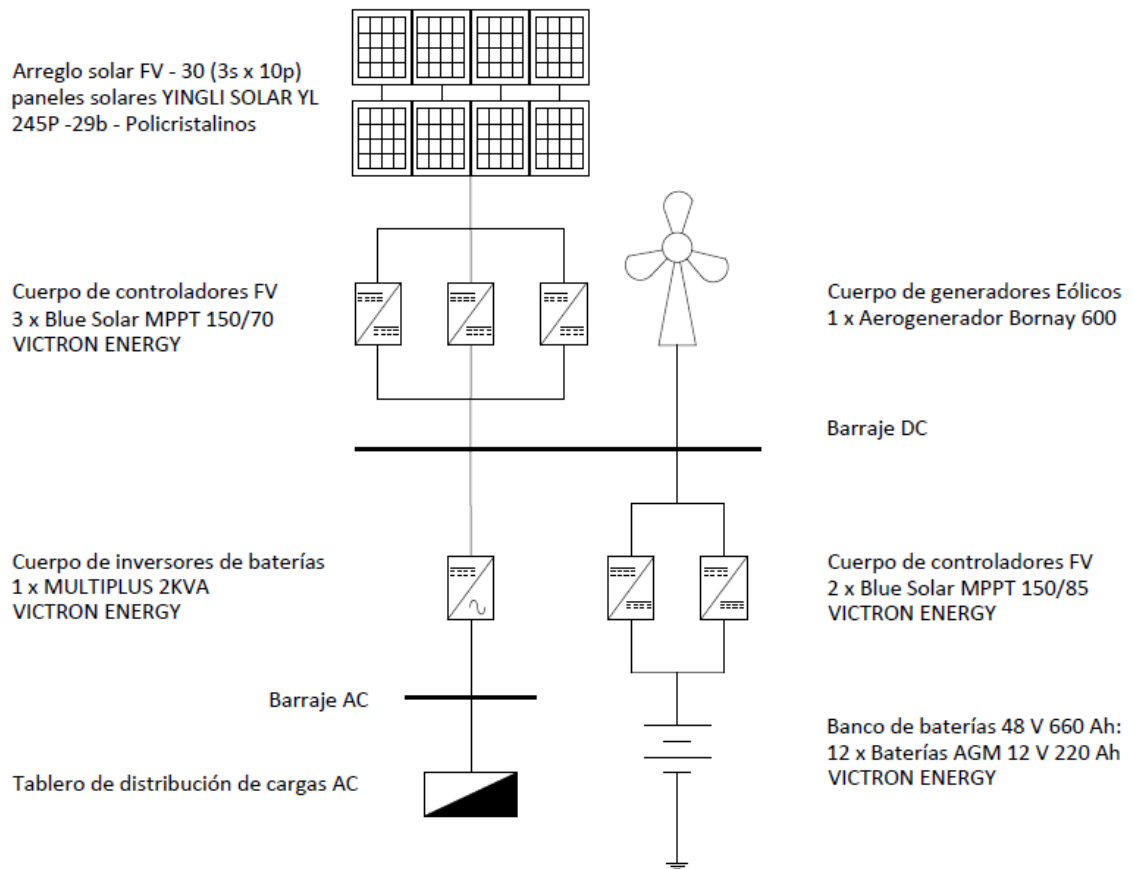 Arreglo solar FV - 30 (3s x 10p)
paneles solares YINGLI SOLAR YL
245P -29b - Policristalinos
Cuerpo de controladores FV
3 x Blue Solar MPPT 150/70
VICTRON ENERGY
Cuerpo de generadores Eólicos
1 x Aerogenerador Bornay 600
Barraje DC
Cuerpo de inversores de baterías
1 x MULTIPLUS 2KVA
VICTRON ENERGY
Cuerpo de controladores FV
2 x Blue Solar MPPT 150/85
VICTRON ENERGY
Barraje AC
Banco de baterías 48 V 660 Ah:
12 x Baterías AGM 12 V 220 Ah
VICTRON ENERGY
Tablero de distribución de cargas AC